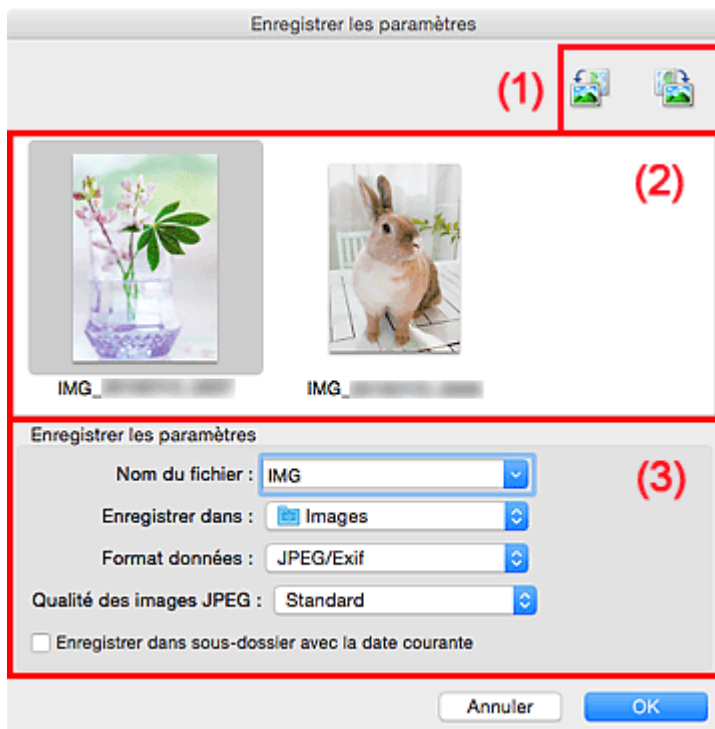 Enregistrer les paramètres
(1)
(2)
IMG_
IMG_
Enregistrer les paramètres
(3)
Nom du fichier : IMG
Enregistrer dans : Images
Format données : JPEG/Exif
Qualité des images JPEG : Standard
Enregistrer dans sous-dossier avec la date courante
Annuler OK